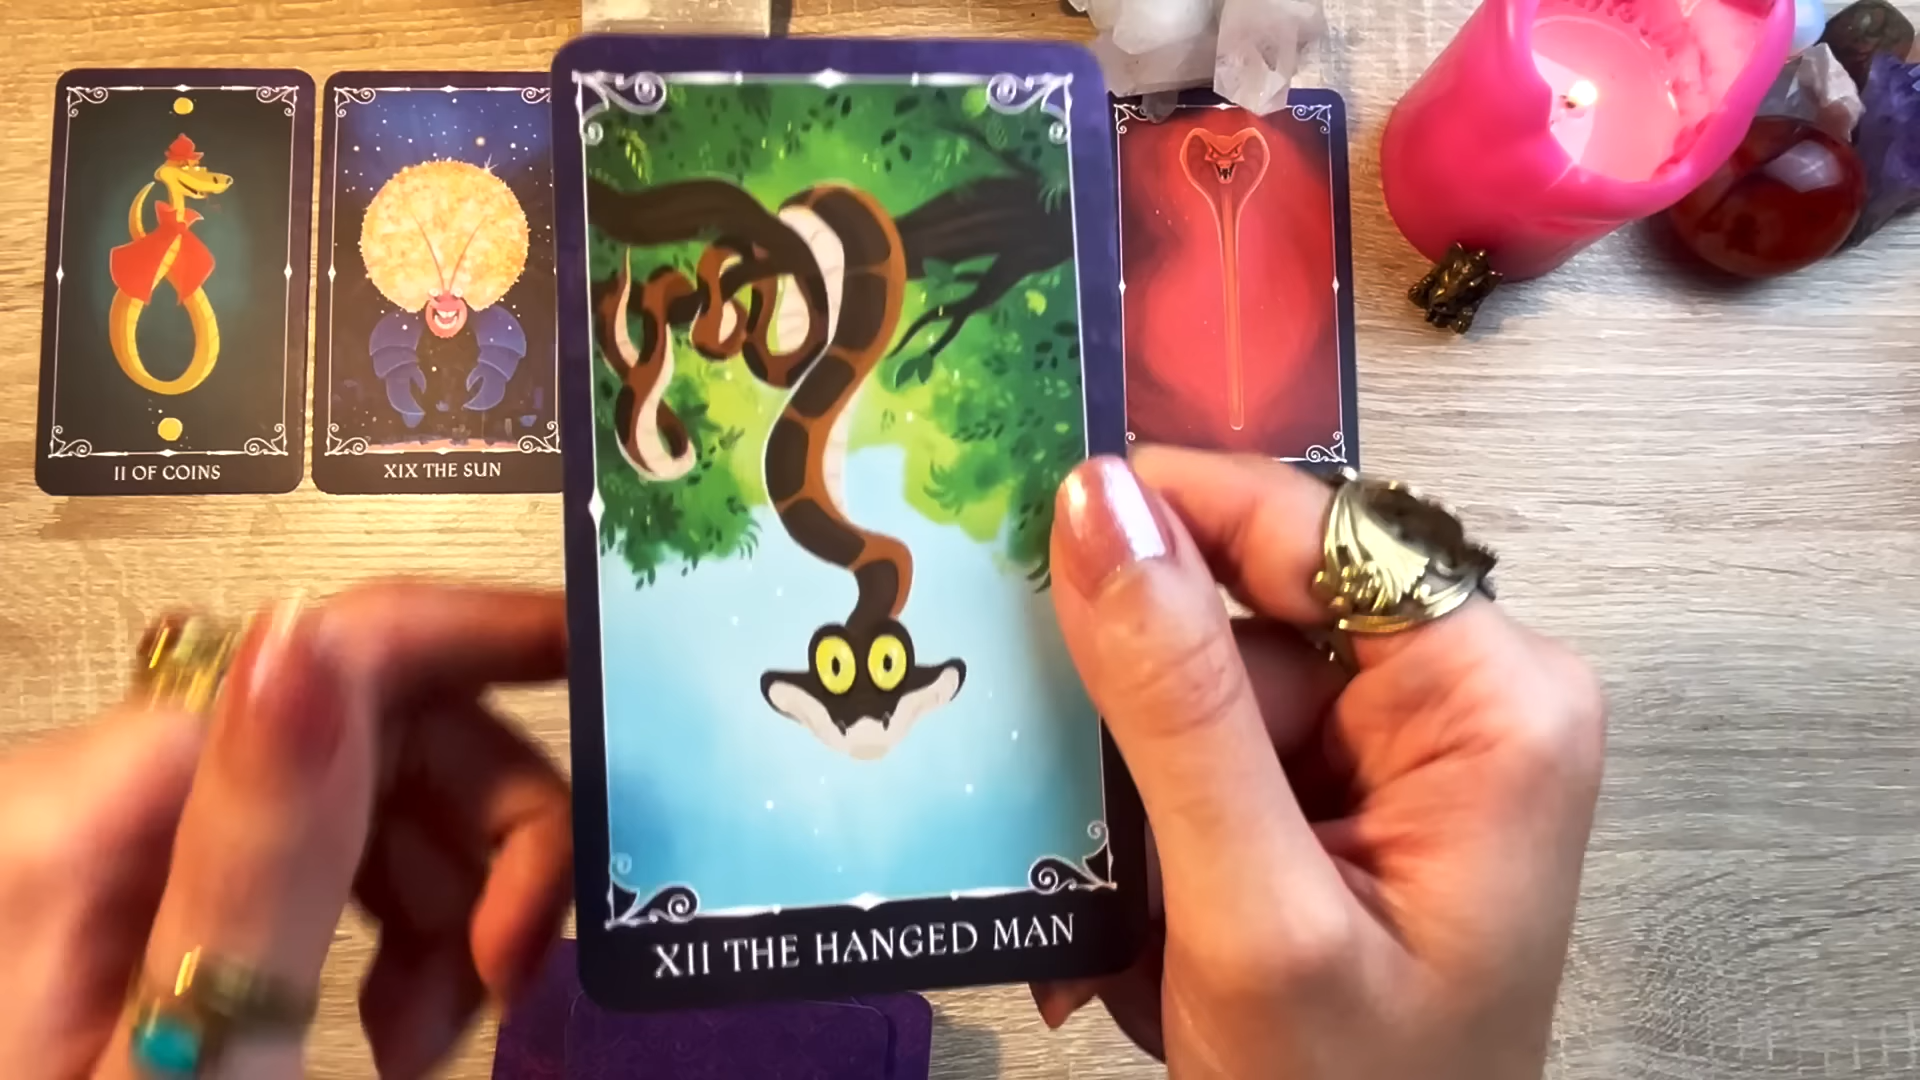 II OF COINS
XIX THE SUN
XII THE HANGED MAN